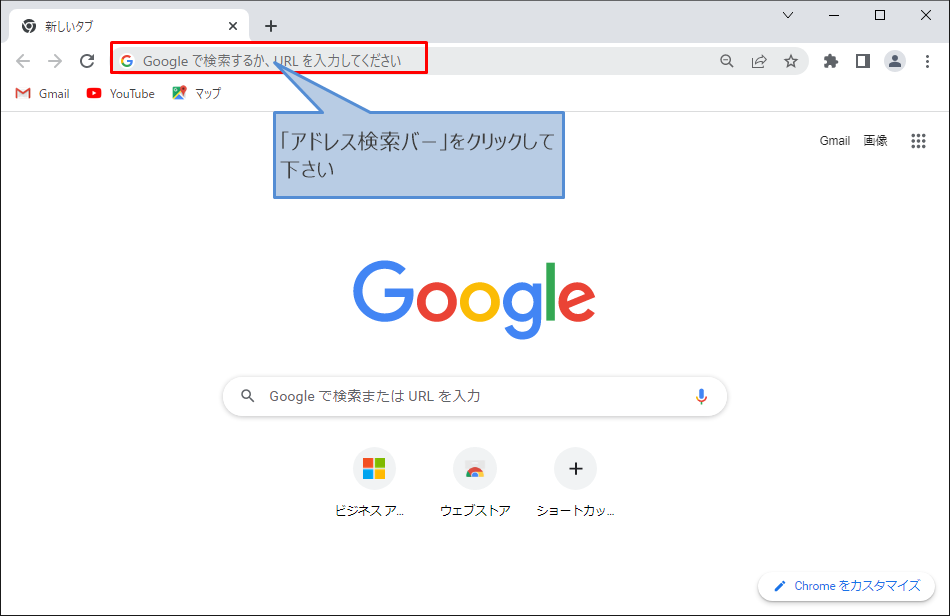 新しいタブ
Google で検索するか、URL を入力してください
Gmail
YouTube
マップ
「アドレス検索バー」をクリックして
下さい
Gmail 画像
Google
Google で検索または URL を入力
ビジネス ア...
ウェブストア
ショートカッ...
Chrome をカスタマイズ